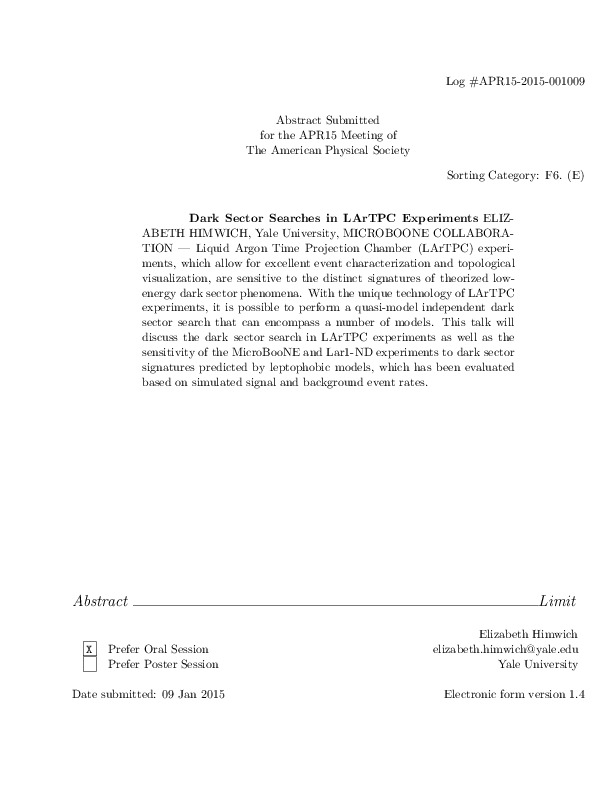 Log #APR15-2015-001009
Abstract Submitted
for the APR15 Meeting of
The American Physical Society
Sorting Category: F6. (E)
Dark Sector Searches in LArTPC Experiments ELIZ-
ABETH HIMWICH, Yale University, MICROBOONE COLLABORA-
TION — Liquid Argon Time Projection Chamber (LArTPC) experi-
ments, which allow for excellent event characterization and topological
visualization, are sensitive to the distinct signatures of theorized low-
energy dark sector phenomena. With the unique technology of LArTPC
experiments, it is possible to perform a quasi-model independent dark
sector search that can encompass a number of models. This talk will
discuss the dark sector search in LArTPC experiments as well as the
sensitivity of the MicroBooNE and Lar1-ND experiments to dark sector
signatures predicted by leptophobic models, which has been evaluated
based on simulated signal and background event rates.
Abstract Limit
Elizabeth Himwich
X Prefer Oral Session elizabeth.himwich@yale.edu
Prefer Poster Session Yale University
Date submitted: 09 Jan 2015 Electronic form version 1.4